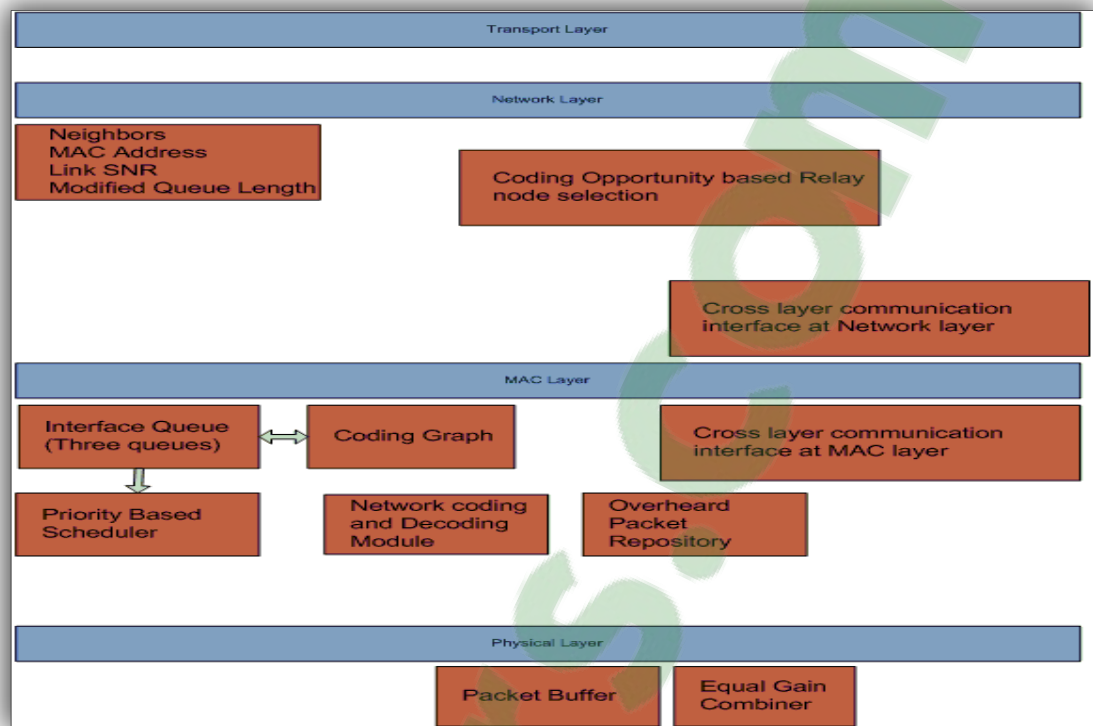 Transport Layer
Network Layer
Neighbors
MAC Address
Link SNR
Modified Queue Length
Coding Opportunity based Relay
node selection
Cross layer communication
interface at Network layer
MAC Layer
Interface Queue
(Three queues)
Coding Graph
Cross layer communication
interface at MAC layer
Priority Based
Scheduler
Network coding
and Decoding
Module
Overheard
Packet
Repository
Physical Layer
Packet Buffer
Equal Gain
Combiner
s.com